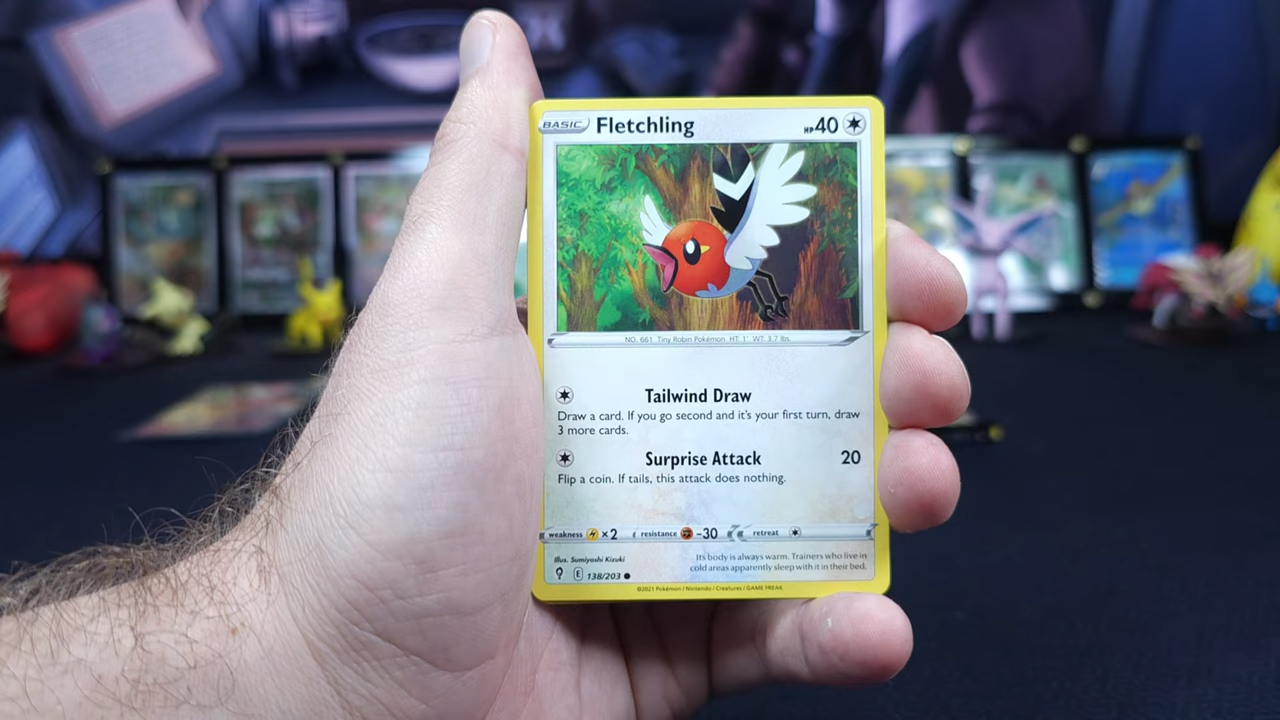 BASIC Fletchling HP40
NO. 661 Tiny Robin Pokémon HT. 1' WT. 3.7 lbs.
Tailwind Draw
Draw a card. If you go second and it's your first turn, draw
3 more cards.
Surprise Attack 20
Flip a coin. If tails, this attack does nothing.
weakness ×2 resistance -30 retreat
Illus. Sumiyoshi Kizuki
Its body is always warm. Trainers who live in
cold areas apparently sleep with it in their bed.
E 138/203
©2021 Pokémon / Nintendo / Creatures / GAME FREAK